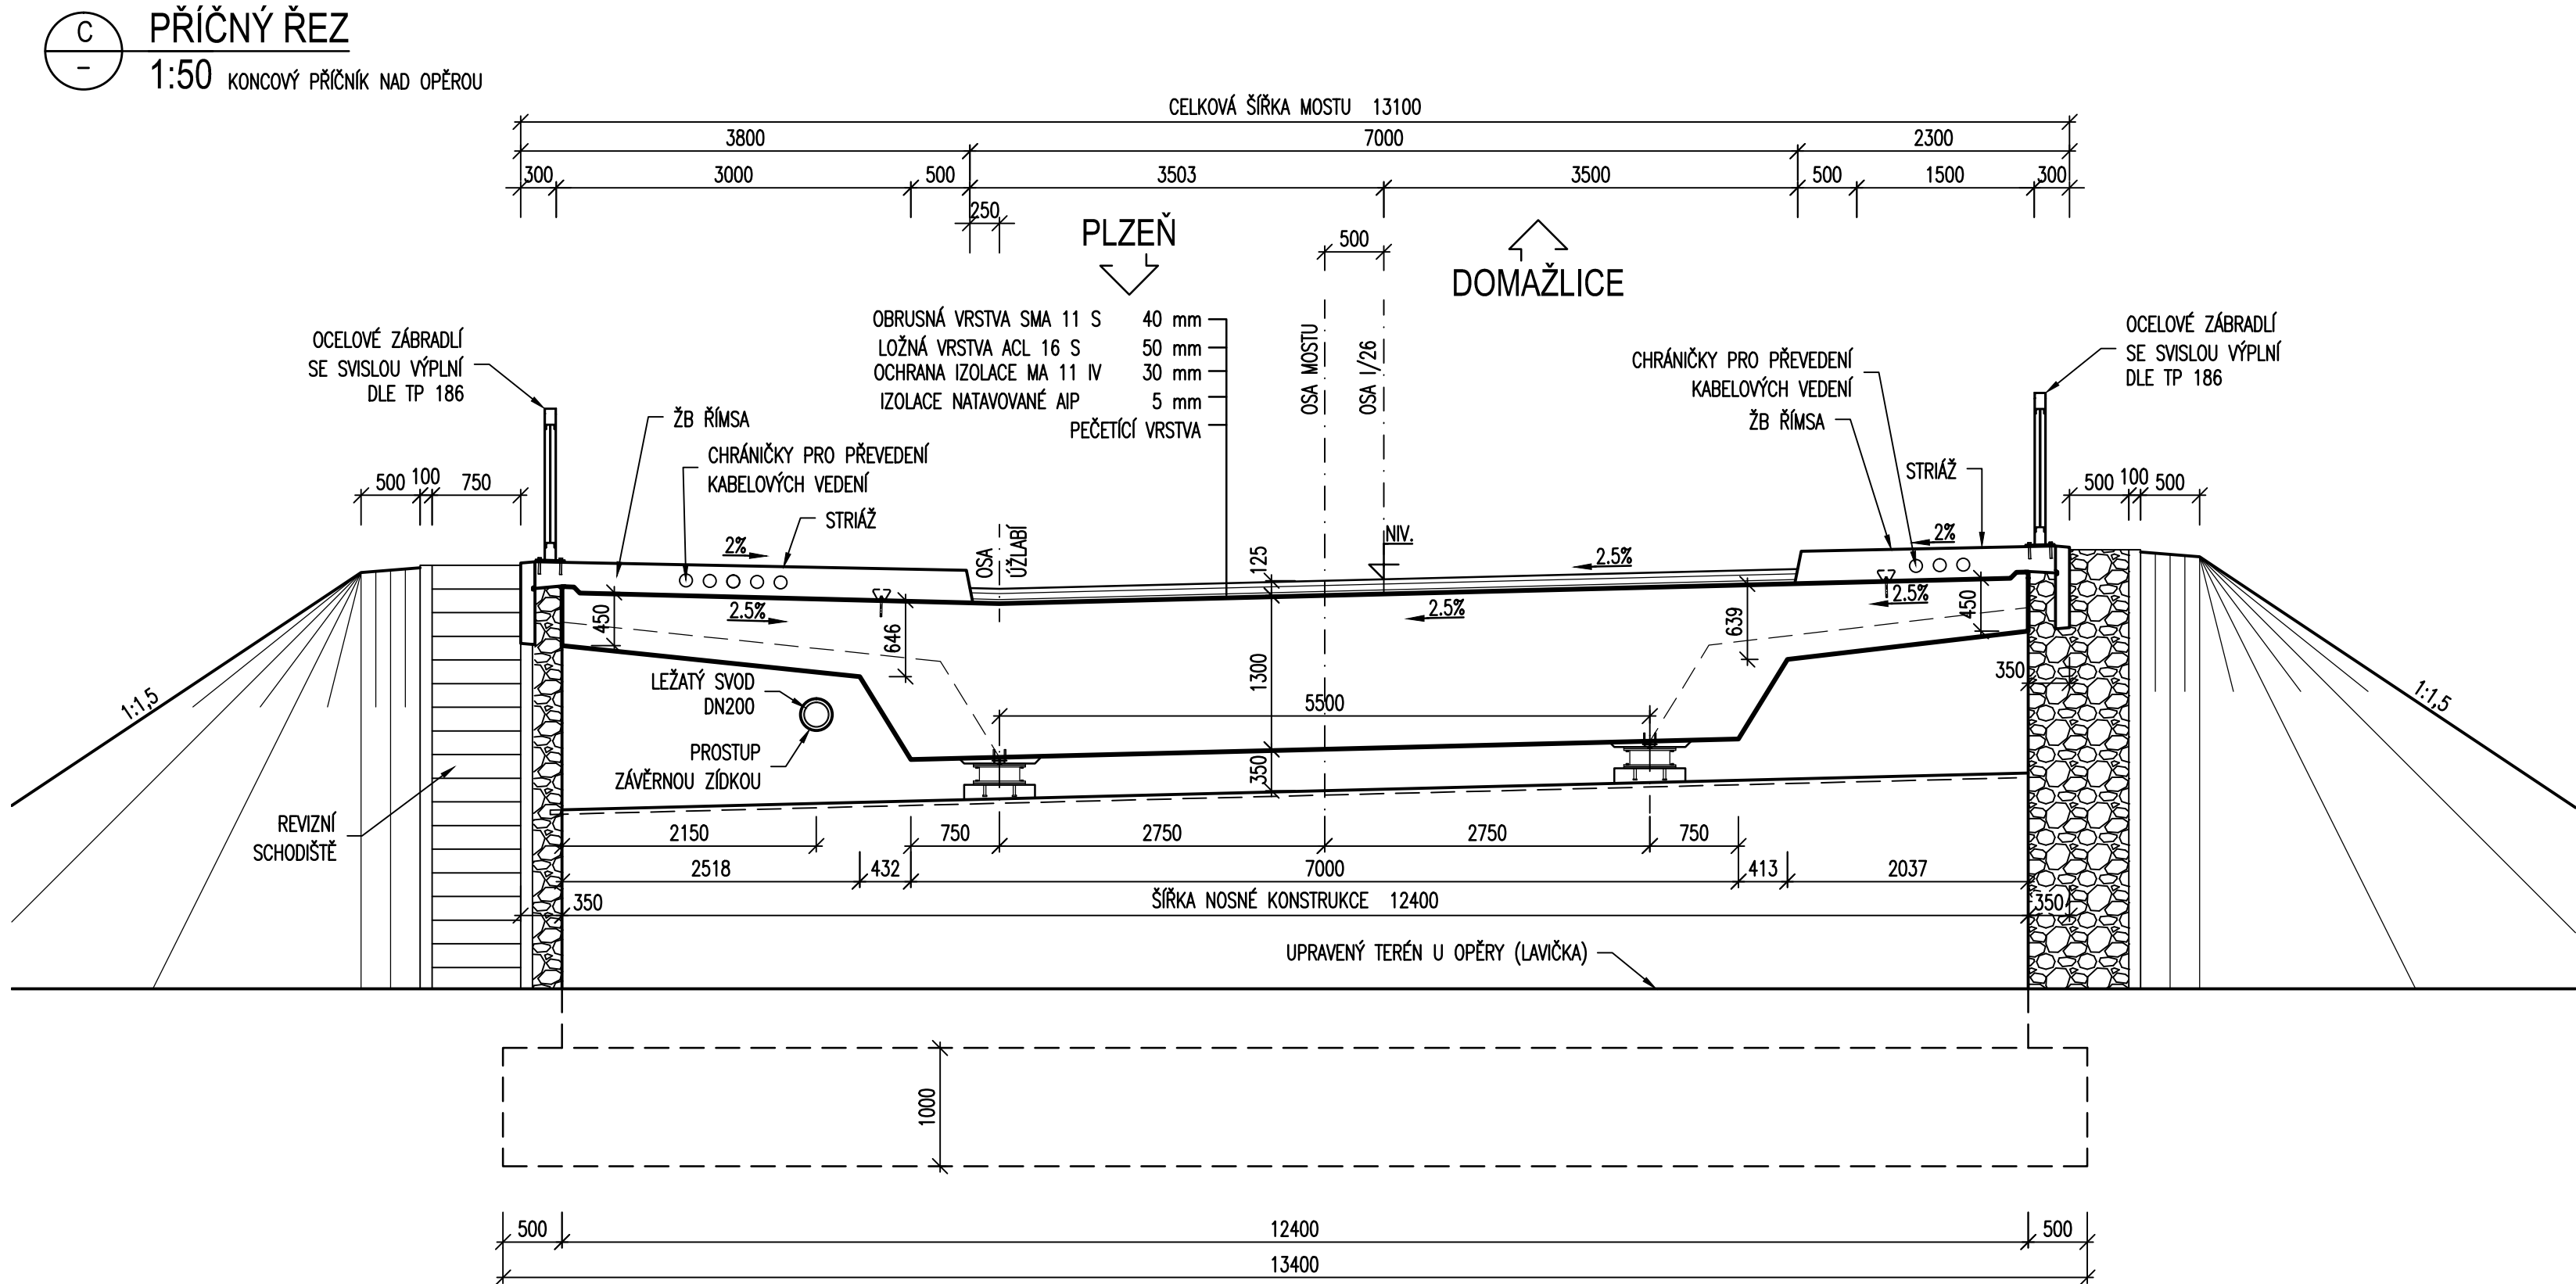 C
PŘÍČNÝ ŘEZ
–
1:50 KONCOVÝ PŘÍČNÍK NAD OPĚROU
CELKOVÁ ŠÍŘKA MOSTU 13100
3800 7000 2300
300 3000 500 3503 3500 500 1500 300
250
PLZEŇ
500
DOMAŽLICE
OCELOVÉ ZÁBRADLÍ
SE SVISLOU VÝPLNÍ
DLE TP 186
OBRUSNÁ VRSTVA SMA 11 S 40 mm
LOŽNÁ VRSTVA ACL 16 S 50 mm
OCHRANA IZOLACE MA 11 IV 30 mm
IZOLACE NATAVOVANÉ AIP 5 mm
PEČETÍCÍ VRSTVA
OSA MOSTU
OSA I/26
CHRÁNIČKY PRO PŘEVEDENÍ
KABELOVÝCH VEDENÍ
ŽB ŘÍMSA
OCELOVÉ ZÁBRADLÍ
SE SVISLOU VÝPLNÍ
DLE TP 186
ŽB ŘÍMSA
CHRÁNIČKY PRO PŘEVEDENÍ
KABELOVÝCH VEDENÍ
STRIÁŽ
STRIÁŽ
500 100 750
500 100 500
2%
OSA
ÚŽLABÍ
125
NIV.
2.5%
2%
450
2.5%
646
2.5%
639
2.5%
450
1:1,5
LEŽATÝ SVOD
DN200
1300
5500
350
1:1,5
PROSTUP
ZÁVĚRNOU ZÍDKOU
350
REVIZNÍ
SCHODIŠTĚ
2150 750 2750 2750 750
2518 432 7000 413 2037
350 ŠÍŘKA NOSNÉ KONSTRUKCE 12400 350
UPRAVENÝ TERÉN U OPĚRY (LAVIČKA)
1000
500 12400 500
13400